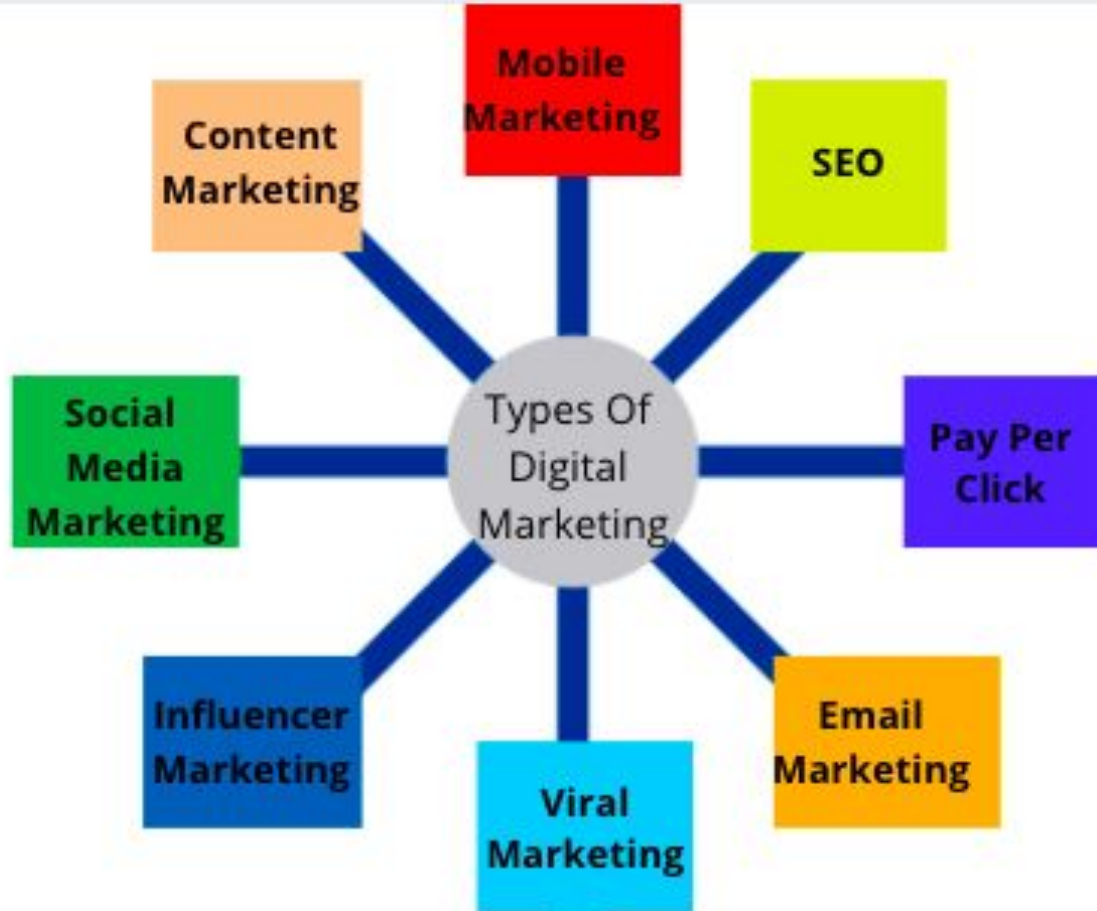 Mobile
Marketing
Content
Marketing
SEO
Social
Media
Marketing
Types Of
Digital
Marketing
Pay Per
Click
Influencer
Marketing
Email
Marketing
Viral
Marketing